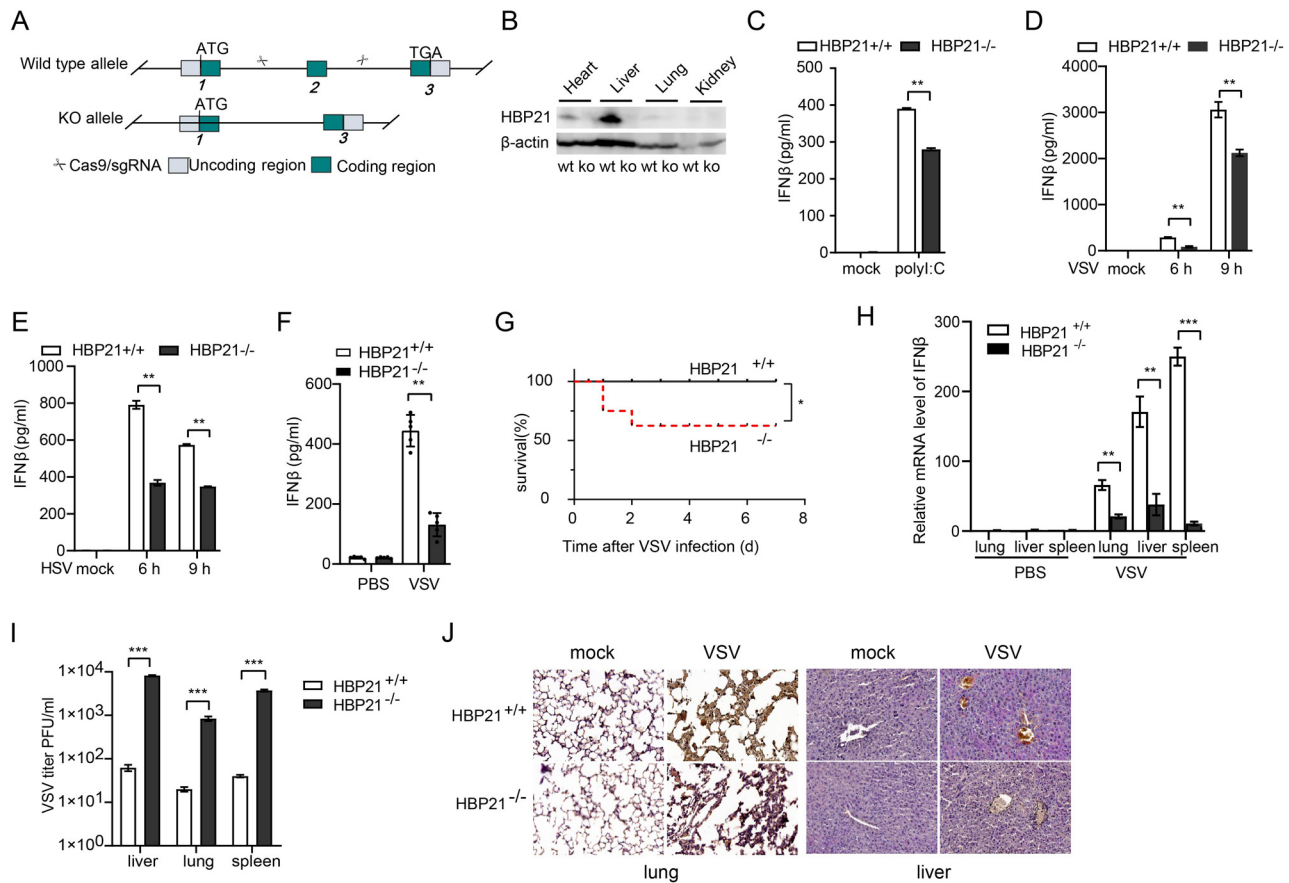 A
ATG
TGA
Wild type allele
1
2
3
ATG
KO allele
1
3
Cas9/sgRNA
Uncoding region
Coding region
B
Heart
Liver
Lung
Kidney
HBP21
β-actin
wt ko wt ko wt ko wt ko
C
HBP21+/+
HBP21-/-
500
400
300
200
100
0
IFNβ (pg/ml)
**
mock
polyI:C
D
HBP21+/+
HBP21-/-
4000
3000
2000
1000
0
IFNβ (pg/ml)
**
**
VSV mock 6 h 9 h
E
HBP21+/+
HBP21-/-
1000
800
600
400
200
0
IFNβ (pg/ml)
**
**
HSV mock 6 h 9 h
F
HBP21+/+
HBP21-/-
600
400
200
0
IFNβ (pg/ml)
**
PBS
VSV
G
HBP21 +/+
100
50
0
survival(%)
*
HBP21 -/-
0 2 4 6 8
Time after VSV infection (d)
H
HBP21 +/+
HBP21 -/-
300
200
100
0
Relative mRNA level of IFNβ
**
**
***
lung liver spleen lung liver spleen
PBS
VSV
I
1×10⁴
1×10³
1×10²
1×10¹
1×10⁰
VSV titer PFU/ml
***
***
***
HBP21+/+
HBP21-/-
liver
lung
spleen
J
mock
VSV
mock
VSV
HBP21+/+
HBP21-/-
lung
liver